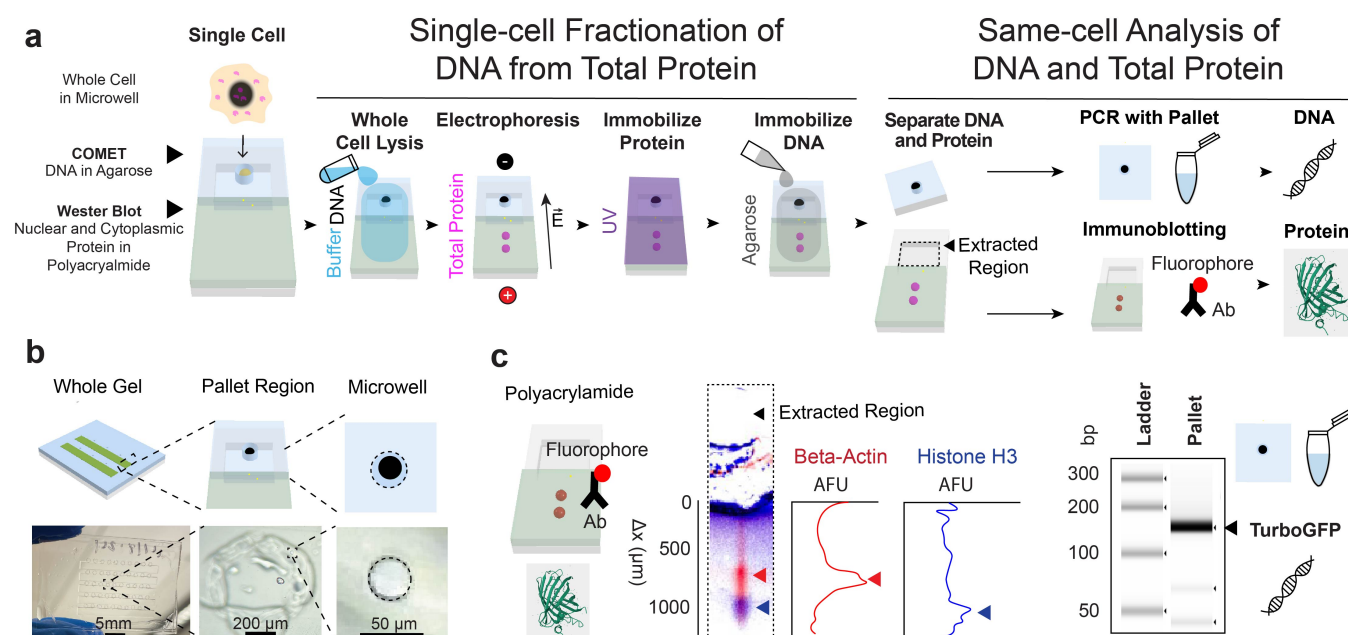 a
Single Cell
Single-cell Fractionation of
DNA from Total Protein
Same-cell Analysis of
DNA and Total Protein
Whole Cell
in Microwell
COMET
DNA in Agarose
Wester Blot
Nuclear and Cytoplasmic
Protein in
Polyacryalmide
Whole
Cell Lysis
Buffer DNA
Electrophoresis
-
Total Protein
E
+
Immobilize
Protein
UV
Immobilize
DNA
Agarose
Separate DNA
and Protein
Extracted
Region
PCR with Pallet
DNA
Immunoblotting
Fluorophore
Ab
Protein
b
Whole Gel
Pallet Region
Microwell
5mm
200 µm
50 µm
c
Polyacrylamide
Fluorophore
Ab
Extracted Region
0
500
1000
Δx (µm)
Beta-Actin
AFU
Histone H3
AFU
bp
Ladder
Pallet
300
200
100
50
TurboGFP